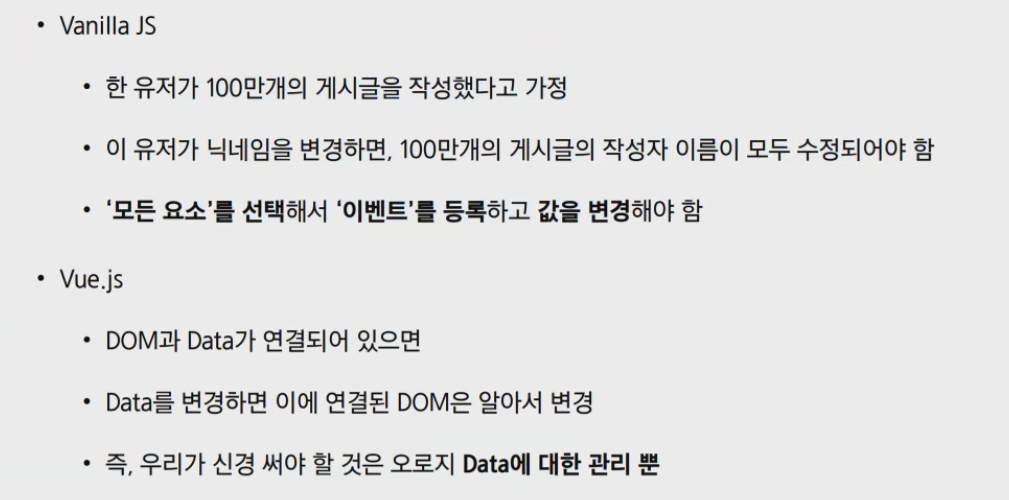 • Vanilla JS
• 한 유저가 100만개의 게시글을 작성했다고 가정
• 이 유저가 닉네임을 변경하면, 100만개의 게시글의 작성자 이름이 모두 수정되어야 함
• ‘모든 요소’를 선택해서 ‘이벤트’를 등록하고 값을 변경해야 함
• Vue.js
• DOM과 Data가 연결되어 있으면
• Data를 변경하면 이에 연결된 DOM은 알아서 변경
• 즉, 우리가 신경 써야 할 것은 오로지 Data에 대한 관리 뿐